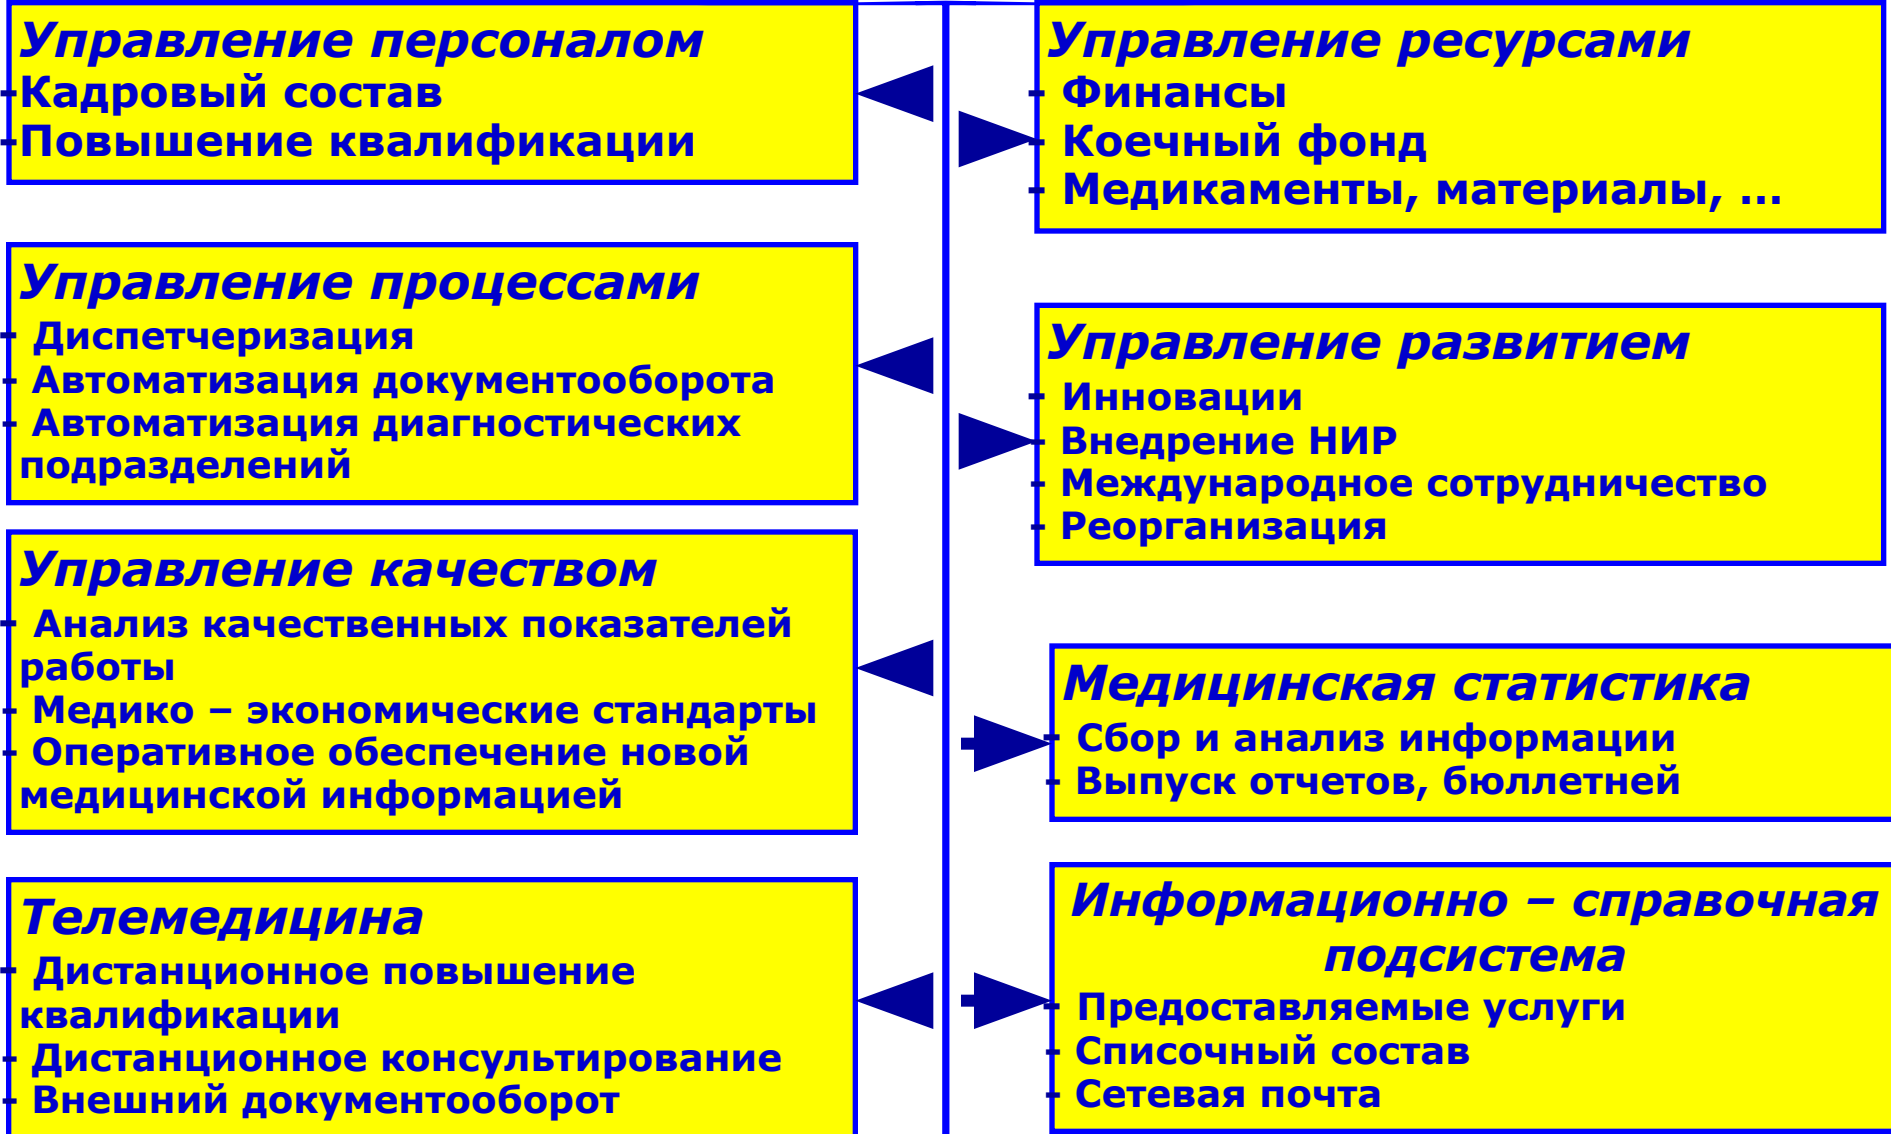 Управление персоналом
-Кадровый состав
-Повышение квалификации
Управление процессами
- Диспетчеризация
- Автоматизация документооборота
- Автоматизация диагностических
подразделений
Управление качеством
- Анализ качественных показателей
работы
- Медико – экономические стандарты
- Оперативное обеспечение новой
медицинской информацией
Телемедицина
- Дистанционное повышение
квалификации
- Дистанционное консультирование
- Внешний документооборот
Управление ресурсами
- Финансы
- Коечный фонд
- Медикаменты, материалы, ...
Управление развитием
- Инновации
- Внедрение НИР
- Международное сотрудничество
- Реорганизация
Медицинская статистика
- Сбор и анализ информации
- Выпуск отчетов, бюллетней
Информационно – справочная
подсистема
- Предоставляемые услуги
- Списочный состав
- Сетевая почта